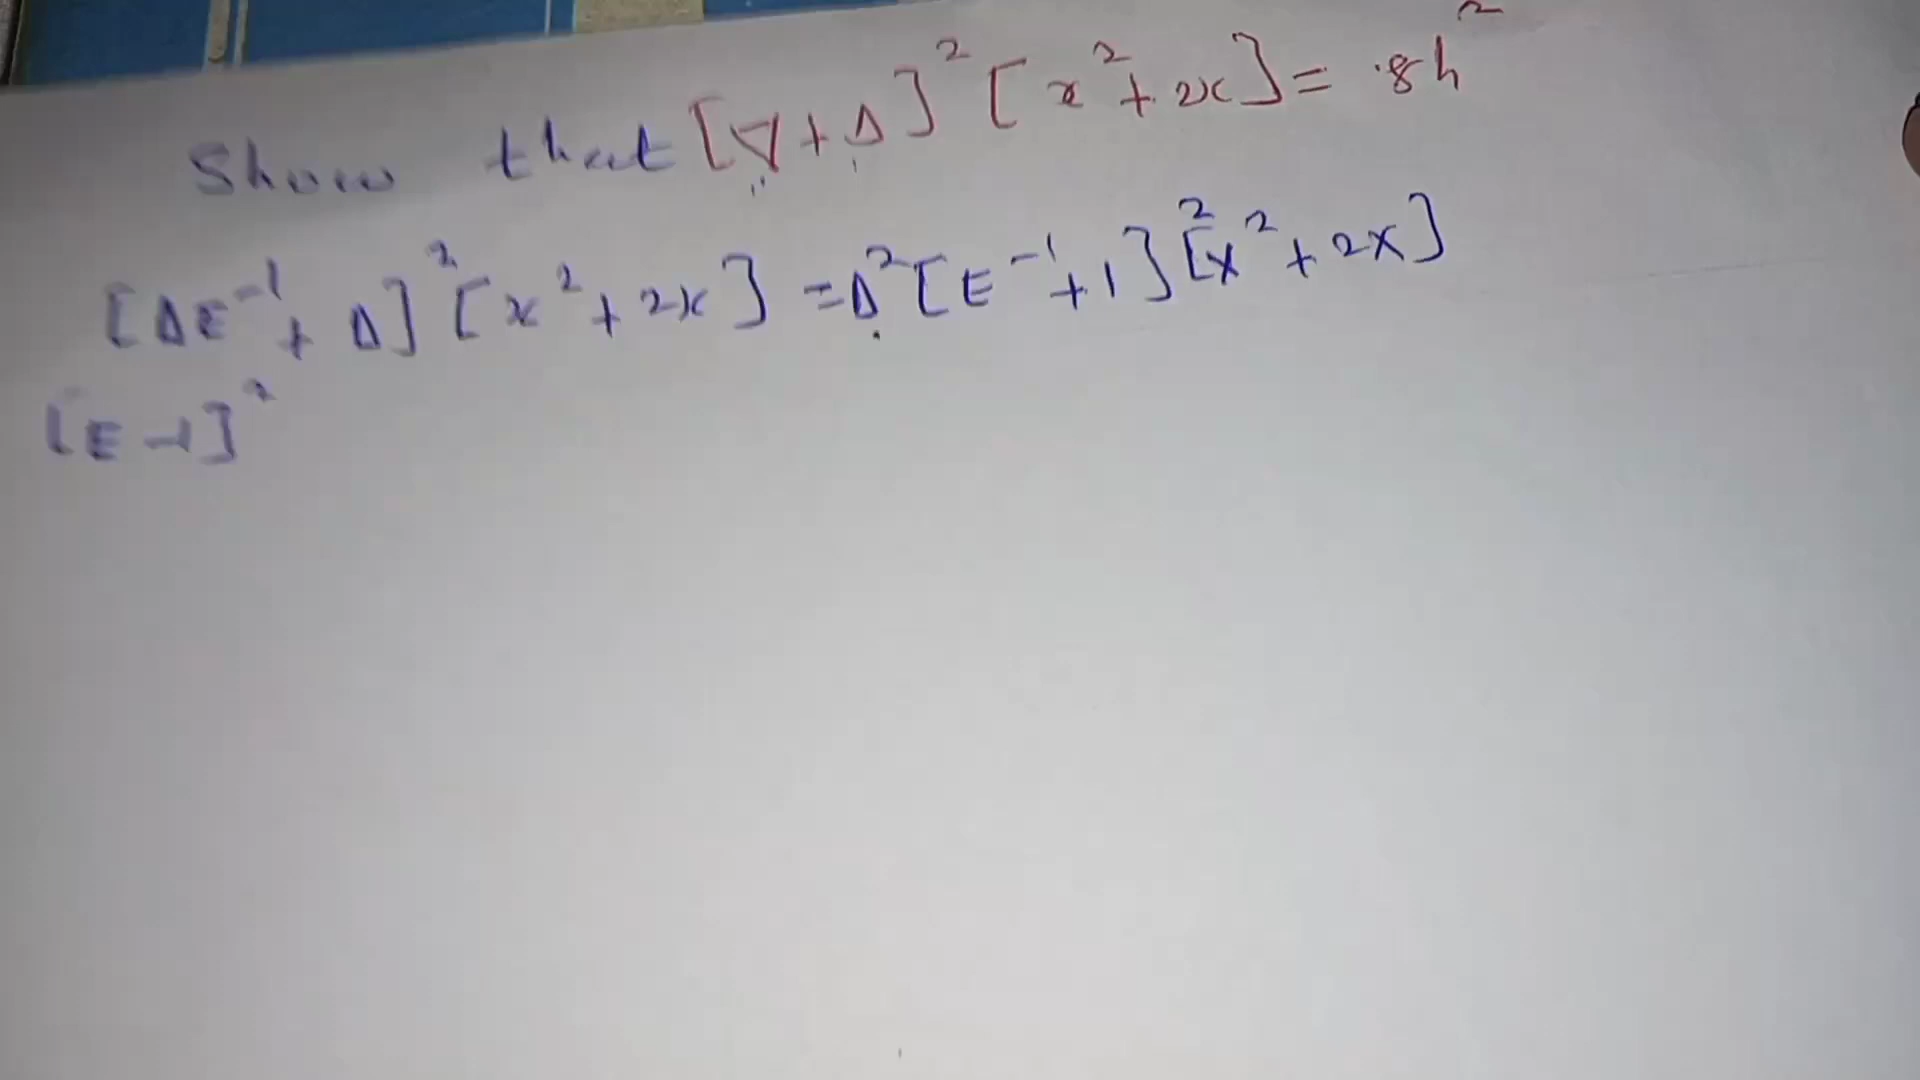 Show that [∇+Δ]² [x²+2x] = 8h²
[ΔE⁻¹+Δ]² [x²+2x] = Δ² [E⁻¹+1]² [x²+2x]
[E-1]²